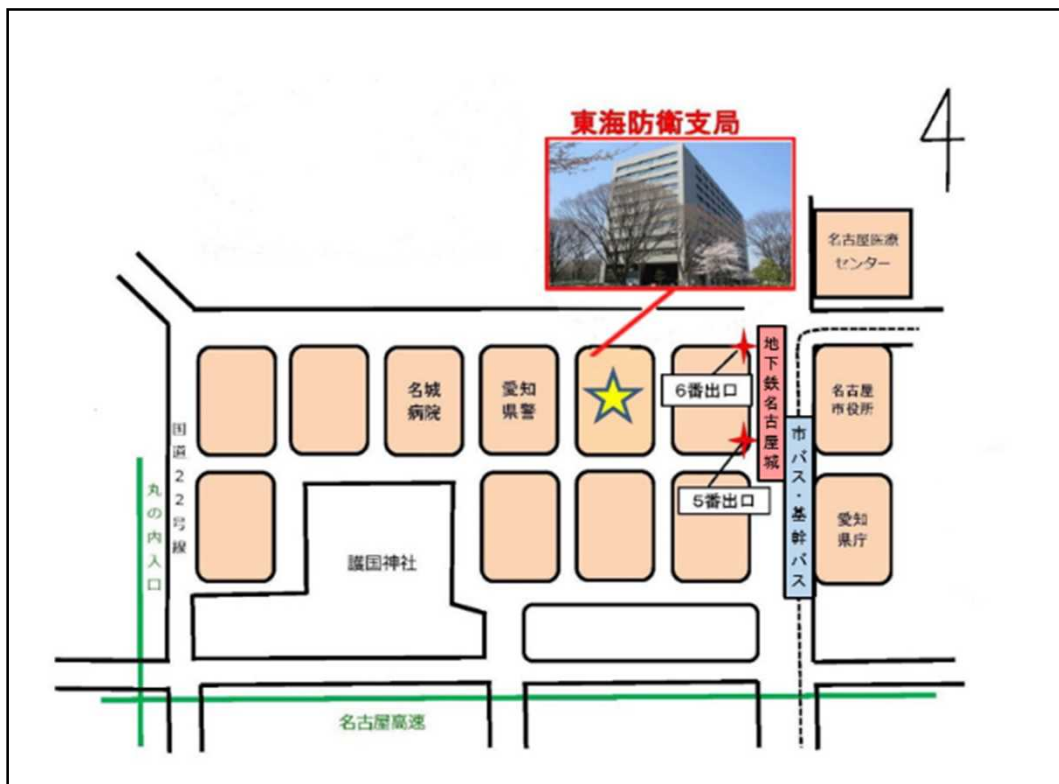 東海防衛支局
名古屋医療
センター
地下鉄名古屋城
6番出口
名城
病院
愛知
県警
名古屋
市役所
国道22号線
市バス・基幹バス
丸の内入口
5番出口
愛知
県庁
護国神社
名古屋高速